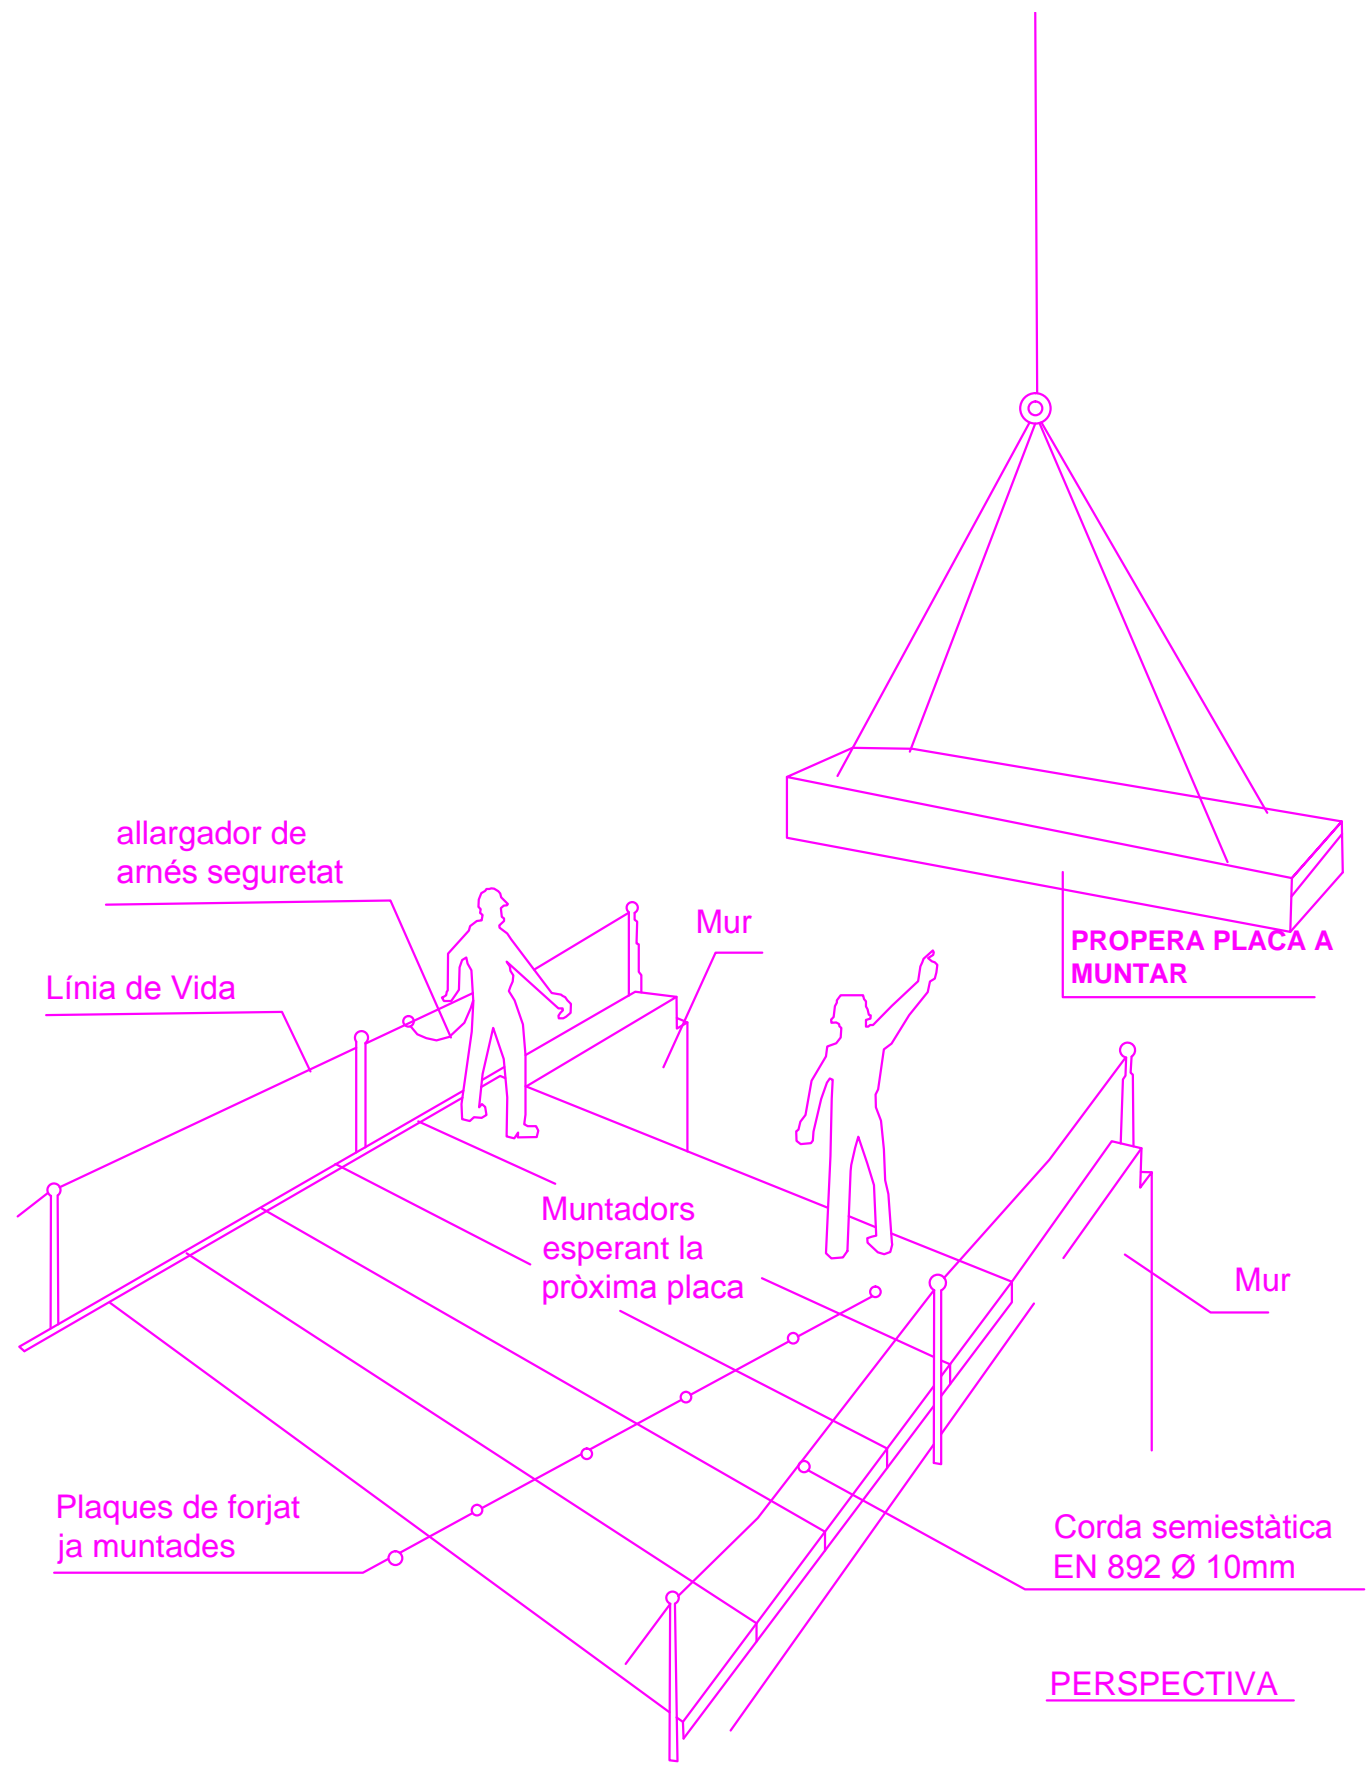 allargador de
arnés seguretat
Mur
PROPERA PLACA A
MUNTAR
Línia de Vida
Muntadors
esperant la
pròxima placa
Mur
Plaques de forjat
ja muntades
Corda semiestàtica
EN 892 Ø 10mm
PERSPECTIVA